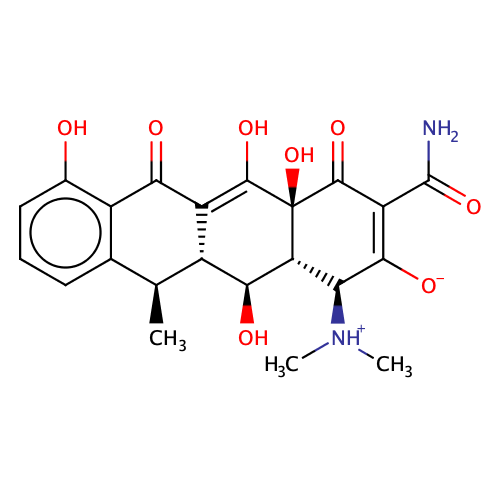 OH O OH O NH2
OH
O
O−
CH3 OH NH+
H3C CH3